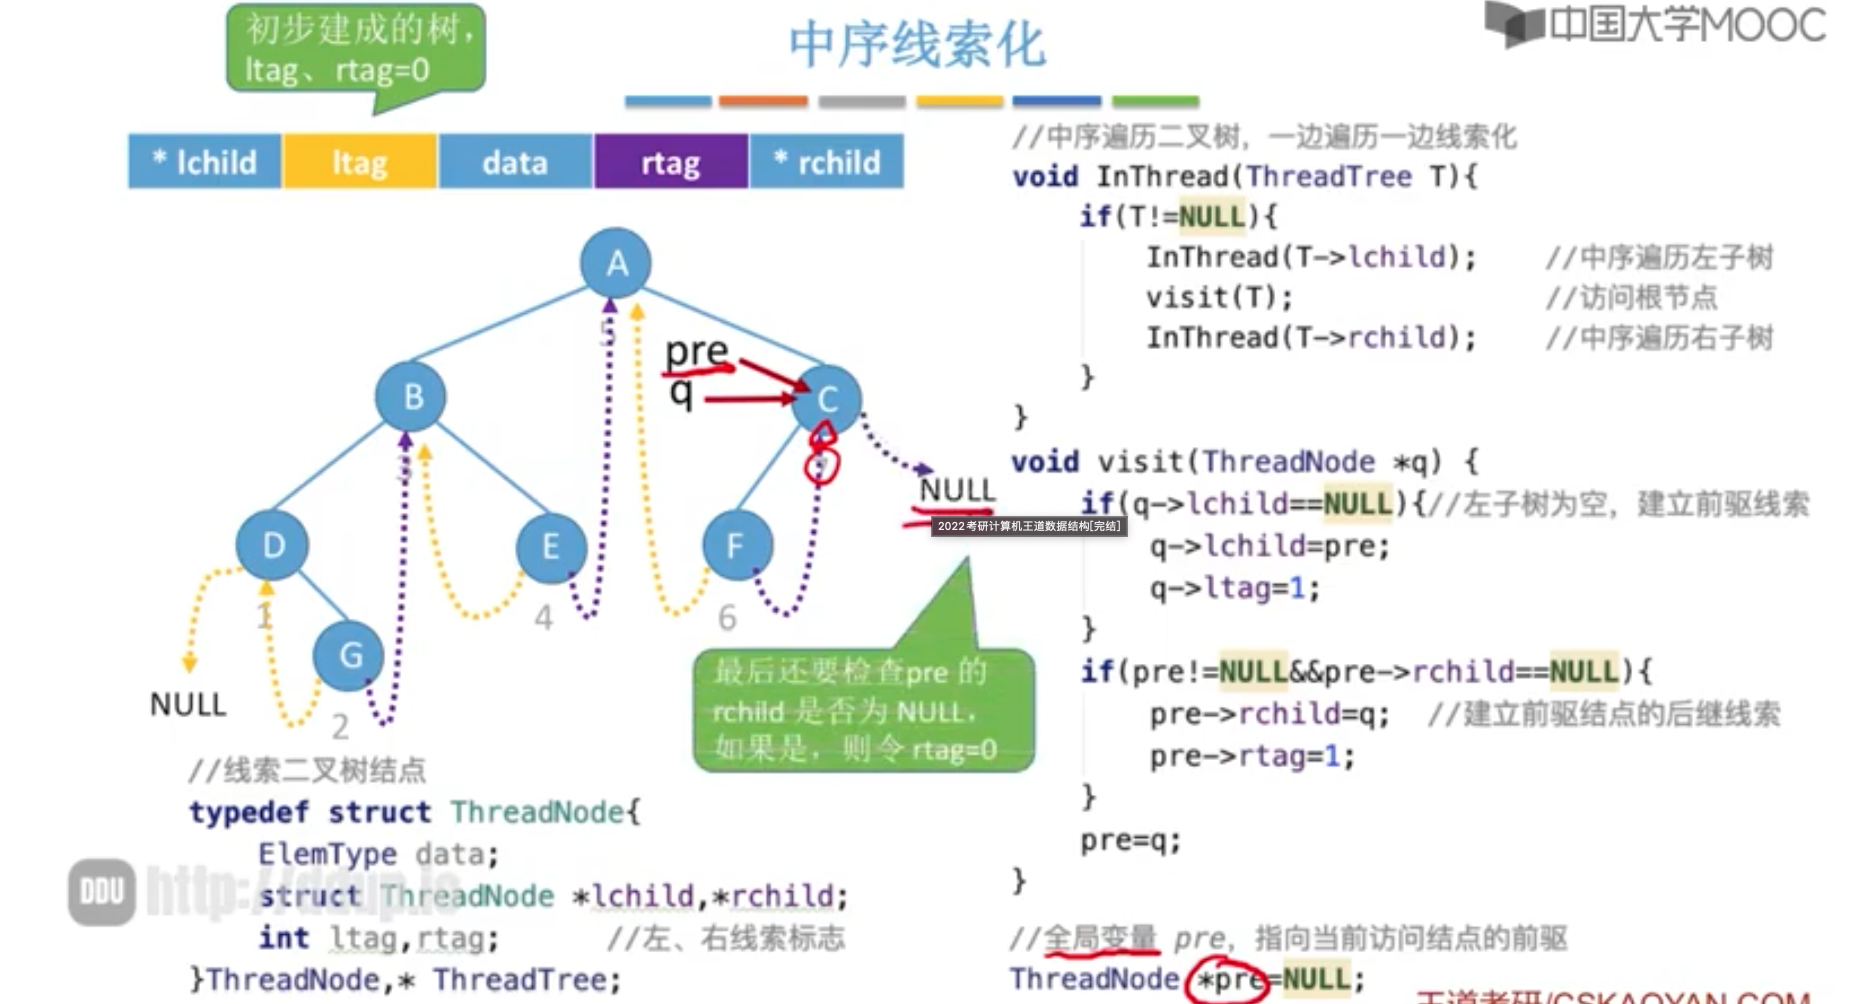 初步建成的树，
ltag、rtag=0
中序线索化
中国大学MOOC
* lchild ltag data rtag * rchild
A
5
pre
q
B
C
3
7
NULL
2022考研计算机王道数据结构[完结]
D
E
F
1
4
6
G
NULL
2
最后还要检查pre 的
rchild 是否为 NULL，
如果是，则令 rtag=0
//线索二叉树结点
typedef struct ThreadNode{
ElemType data;
struct ThreadNode *lchild,*rchild;
int ltag,rtag; //左、右线索标志
}ThreadNode,* ThreadTree;
DDU http://ddup.io
//中序遍历二叉树，一边遍历一边线索化
void InThread(ThreadTree T){
if(T!=NULL){
InThread(T->lchild); //中序遍历左子树
visit(T); //访问根节点
InThread(T->rchild); //中序遍历右子树
}
}
void visit(ThreadNode *q) {
if(q->lchild==NULL){//左子树为空，建立前驱线索
q->lchild=pre;
q->ltag=1;
}
if(pre!=NULL&&pre->rchild==NULL){
pre->rchild=q; //建立前驱结点的后继线索
pre->rtag=1;
}
pre=q;
}
//全局变量 pre，指向当前访问结点的前驱
ThreadNode *pre=NULL;
王道考研/CSKAOYAN.COM